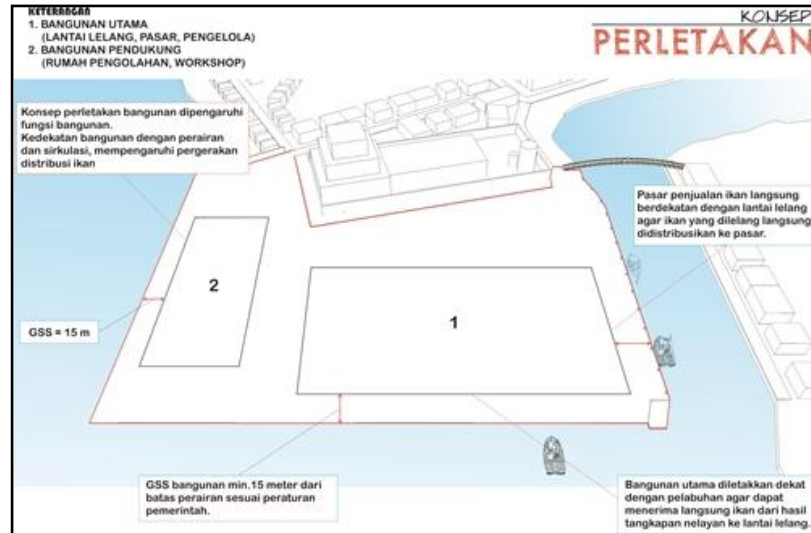 KETERANGAN
1. BANGUNAN UTAMA
(LANTAI LELANG, PASAR, PENGELOLA)
2. BANGUNAN PENDUKUNG
(RUMAH PENGOLAHAN, WORKSHOP)
KONSEP
PERLETAKAN
Konsep perletakan bangunan dipengaruhi
fungsi bangunan.
Kedekatan bangunan dengan perairan
dan sirkulasi, mempengaruhi pergerakan
distribusi ikan
Pasar penjualan ikan langsung
berdekatan dengan lantai lelang
agar ikan yang dilelang langsung
didistribusikan ke pasar.
2
1
GSS = 15 m
GSS bangunan min.15 meter dari
batas perairan sesuai peraturan
pemerintah.
Bangunan utama diletakkan dekat
dengan pelabuhan agar dapat
menerima langsung ikan dari hasil
tangkapan nelayan ke lantai lelang.